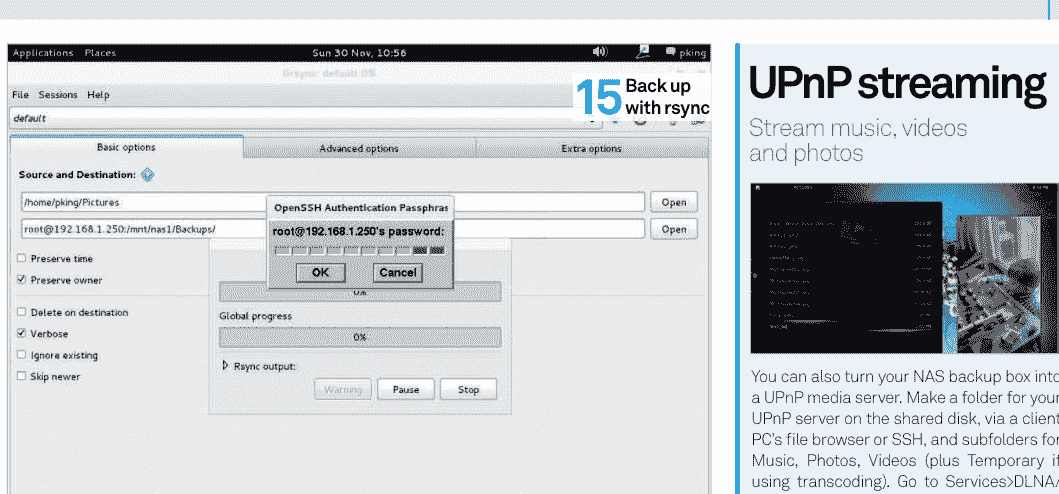 Applications Places
Sun 30 Nov, 10:56
pking
Grsync: default 0%
File Sessions Help
15 Back up
with rsync
default
Basic options
Advanced options
Extra options
Source and Destination:
/home/pking/Pictures
Open
root@192.168.1.250:/mnt/nas1/Backups/
Open
OpenSSH Authentication Passphras
root@192.168.1.250's password:
OK
Cancel
Preserve time
Preserve owner
Delete on destination
Verbose
Ignore existing
Skip newer
0%
Global progress
0%
Rsync output:
Warning
Pause
Stop
UPnP streaming
Stream music, videos
and photos
You can also turn your NAS backup box into
a UPnP media server. Make a folder for your
UPnP server on the shared disk, via a client
PC's file browser or SSH, and subfolders for
Music, Photos, Videos (plus Temporary if
using transcoding). Go to Services>DLNA/